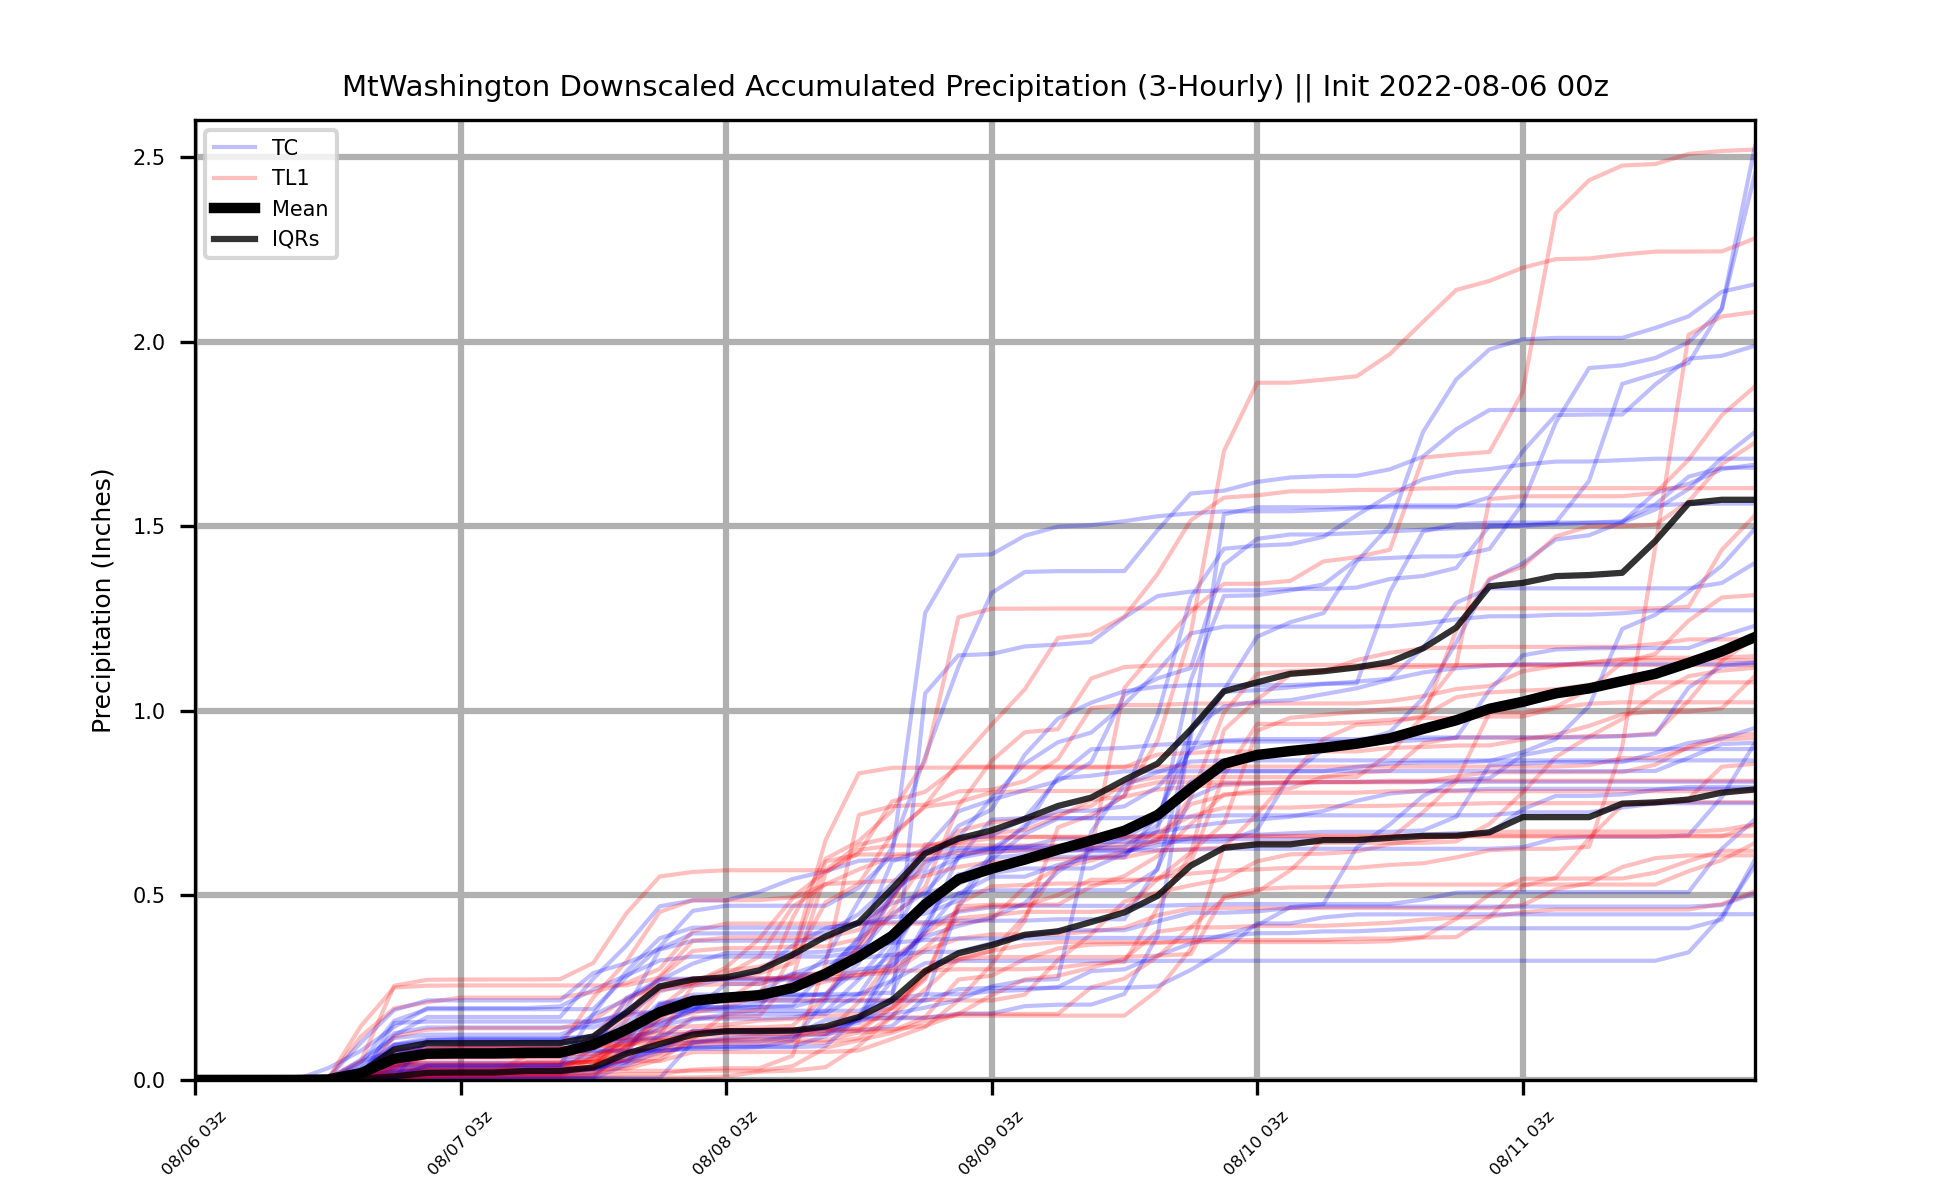 MtWashington Downscaled Accumulated Precipitation (3-Hourly) || Init 2022-08-06 00z
TC
TL1
Mean
IQRs
Precipitation (Inches)
2.5
2.0
1.5
1.0
0.5
0.0
08/06 03z
08/07 03z
08/08 03z
08/09 03z
08/10 03z
08/11 03z